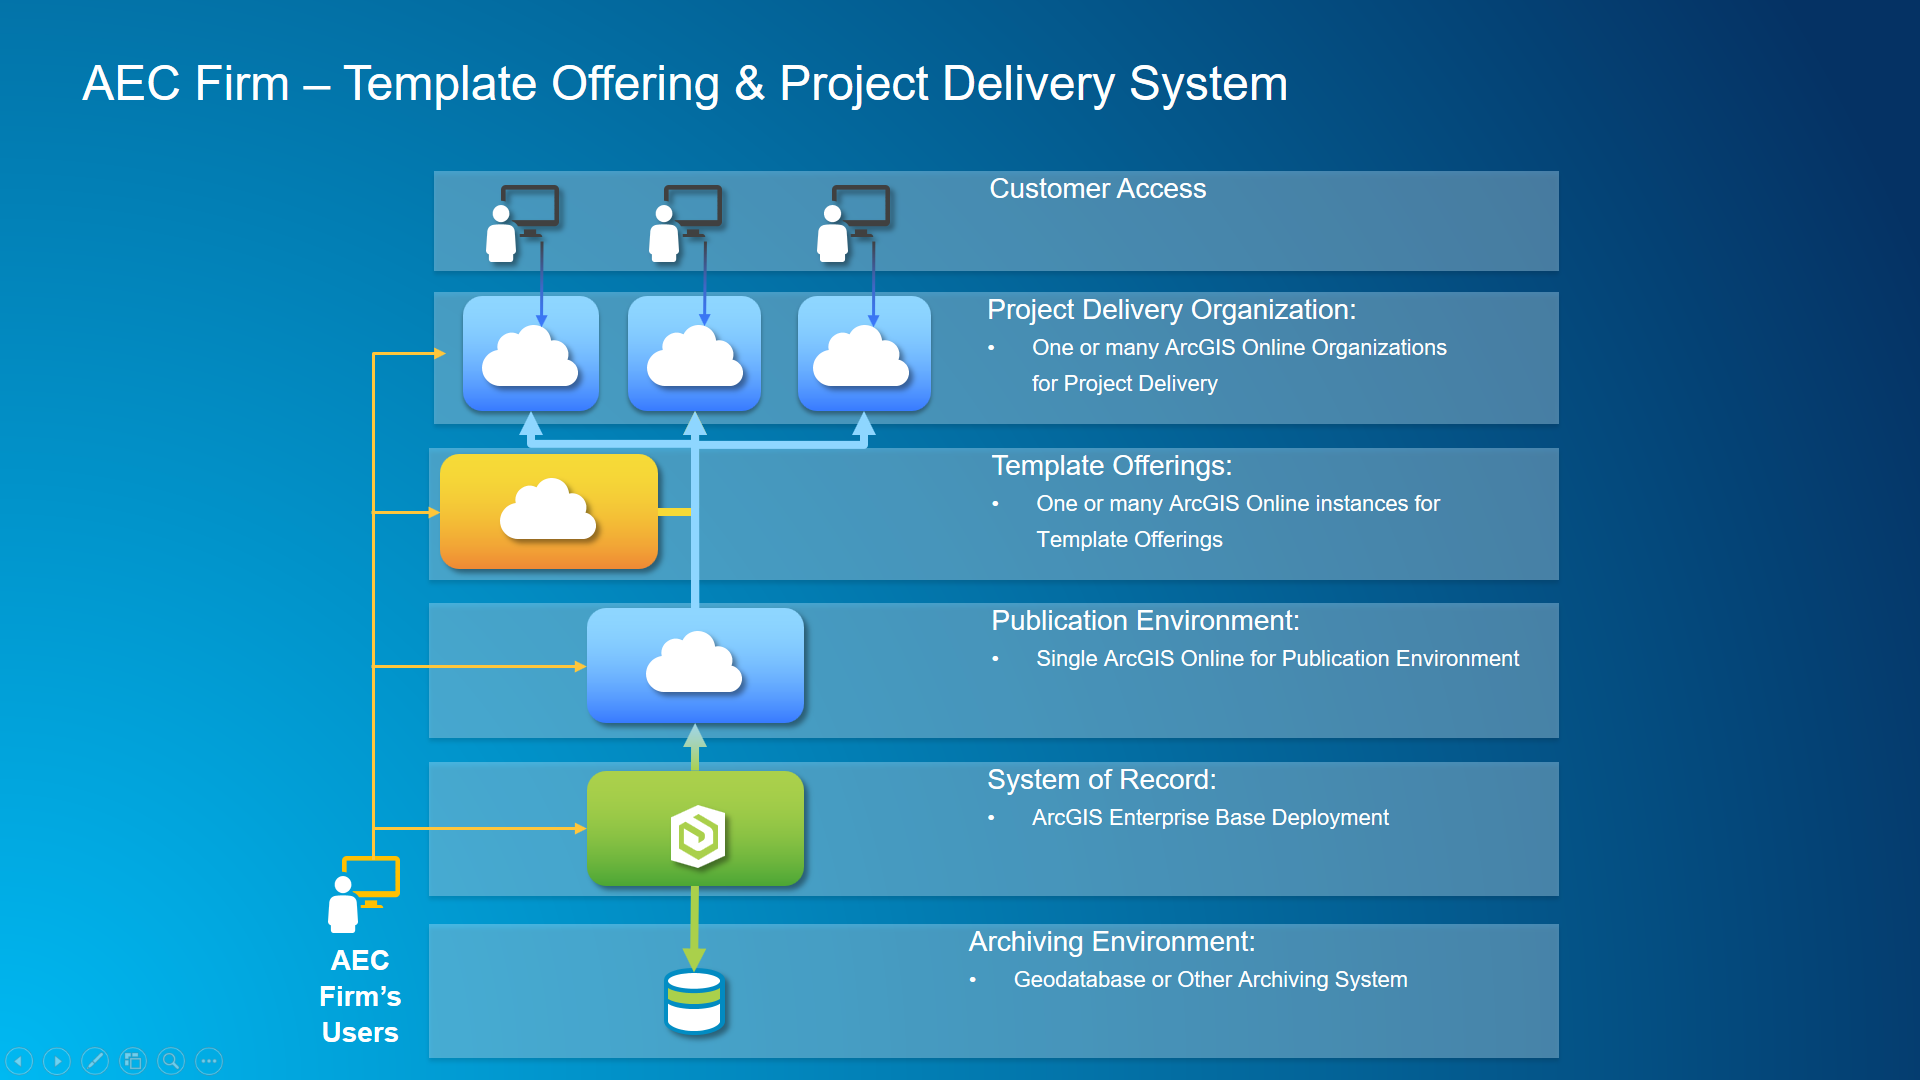 AEC Firm – Template Offering & Project Delivery System
Customer Access
Project Delivery Organization:
• One or many ArcGIS Online Organizations
for Project Delivery
Template Offerings:
• One or many ArcGIS Online instances for
Template Offerings
Publication Environment:
• Single ArcGIS Online for Publication Environment
System of Record:
• ArcGIS Enterprise Base Deployment
AEC
Firm’s
Users
Archiving Environment:
• Geodatabase or Other Archiving System